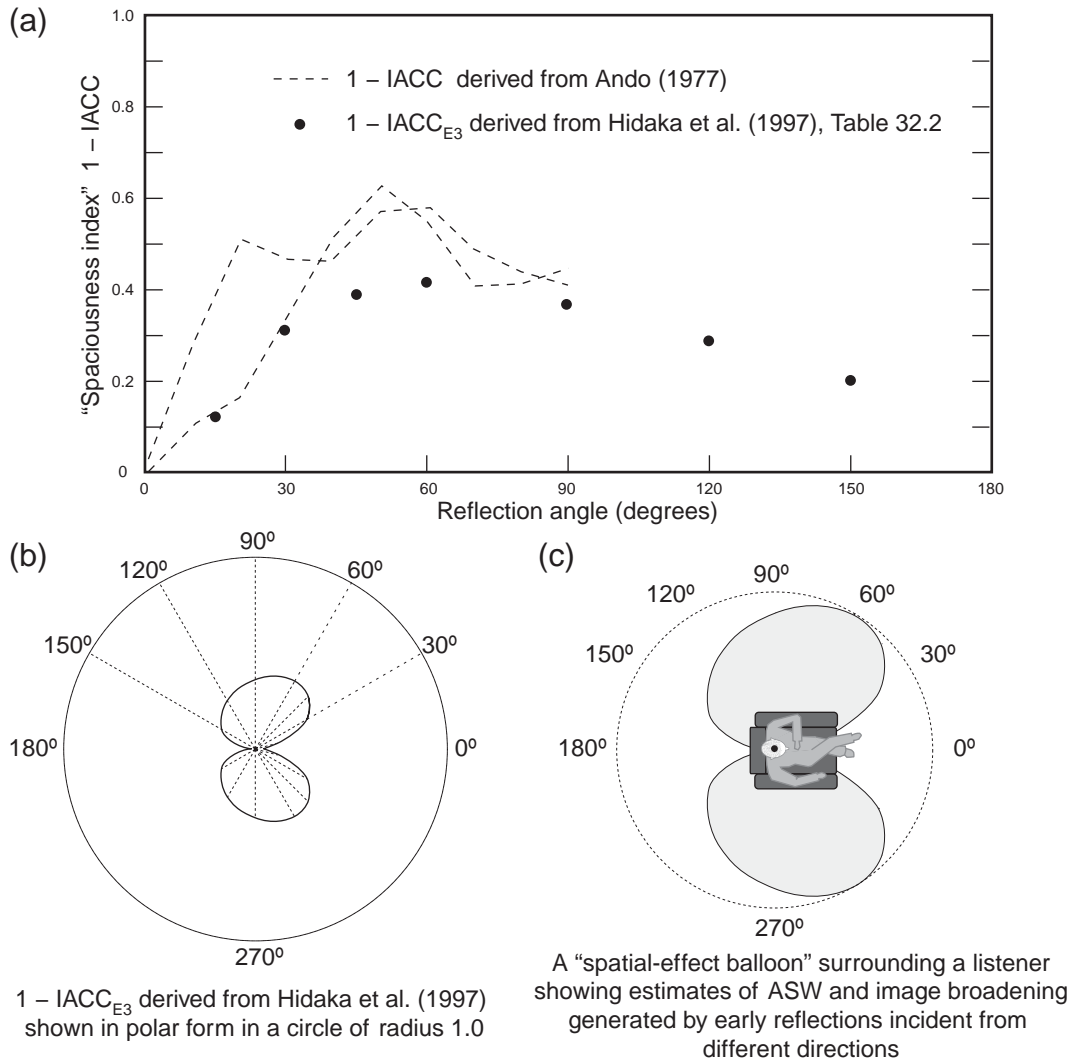 (a)
1.0
0.8
0.6
0.4
0.2
0
“Spaciousness index” 1 – IACC
1 – IACC derived from Ando (1977)
1 – IACCE3 derived from Hidaka et al. (1997), Table 32.2
0 30 60 90 120 150 180
Reflection angle (degrees)
(b)
90º
120º 60º
150º 30º
180º 0º
270º
1 – IACCE3 derived from Hidaka et al. (1997)
shown in polar form in a circle of radius 1.0
(c)
90º
120º 60º
150º 30º
180º 0º
270º
A “spatial-effect balloon” surrounding a listener
showing estimates of ASW and image broadening
generated by early reflections incident from
different directions